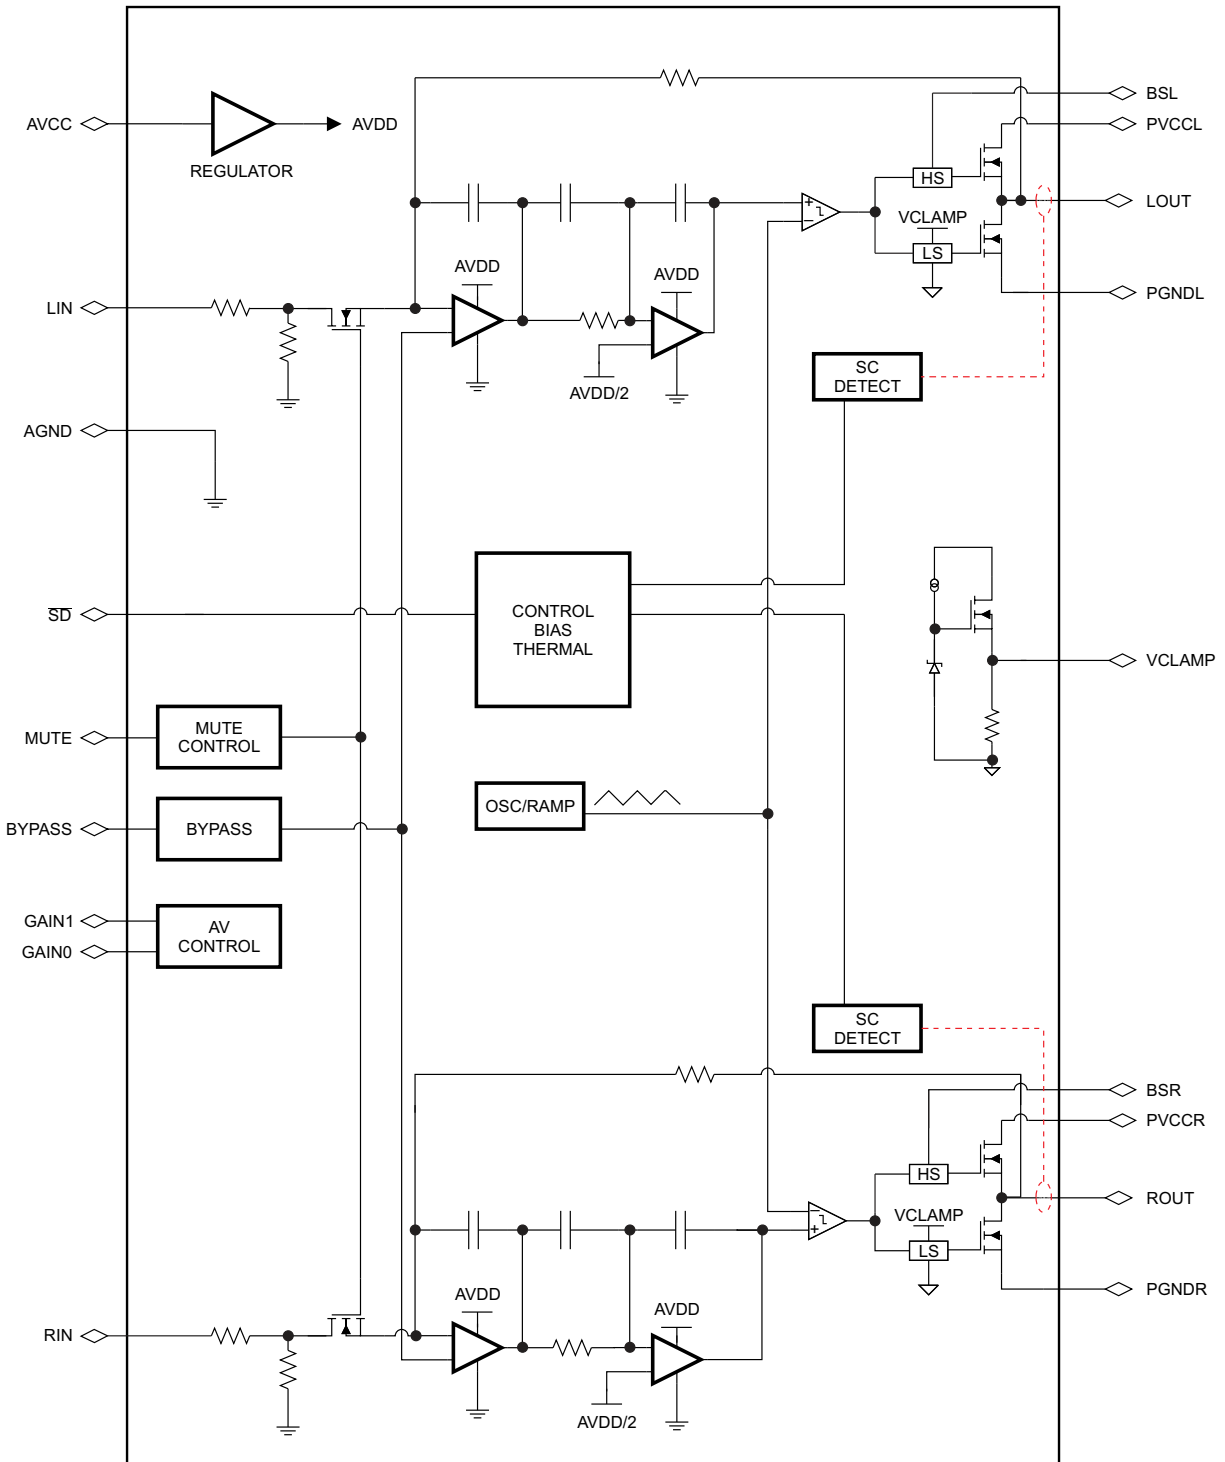 BSL
AVCC
AVDD
PVCCL
REGULATOR
HS
LOUT
VCLAMP
LS
AVDD
AVDD
LIN
PGNDL
AVDD/2
SC
DETECT
AGND
SD
CONTROL
BIAS
THERMAL
VCLAMP
MUTE
MUTE
CONTROL
OSC/RAMP
BYPASS
BYPASS
GAIN1
GAIN0
AV
CONTROL
SC
DETECT
BSR
PVCCR
HS
ROUT
VCLAMP
LS
AVDD
AVDD
PGNDR
RIN
AVDD/2